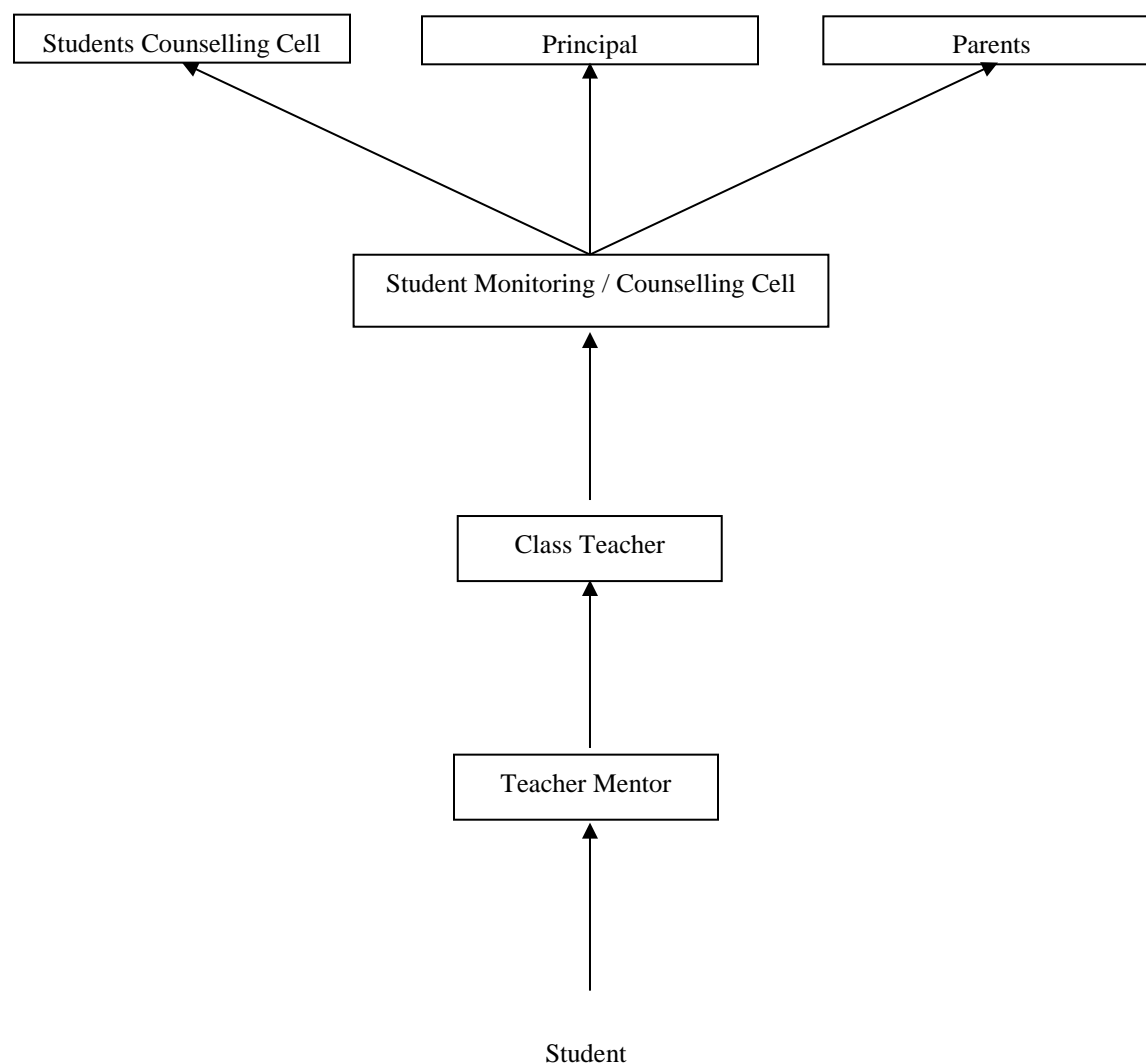 Students Counselling Cell
Principal
Parents
Student Monitoring / Counselling Cell
Class Teacher
Teacher Mentor
Student